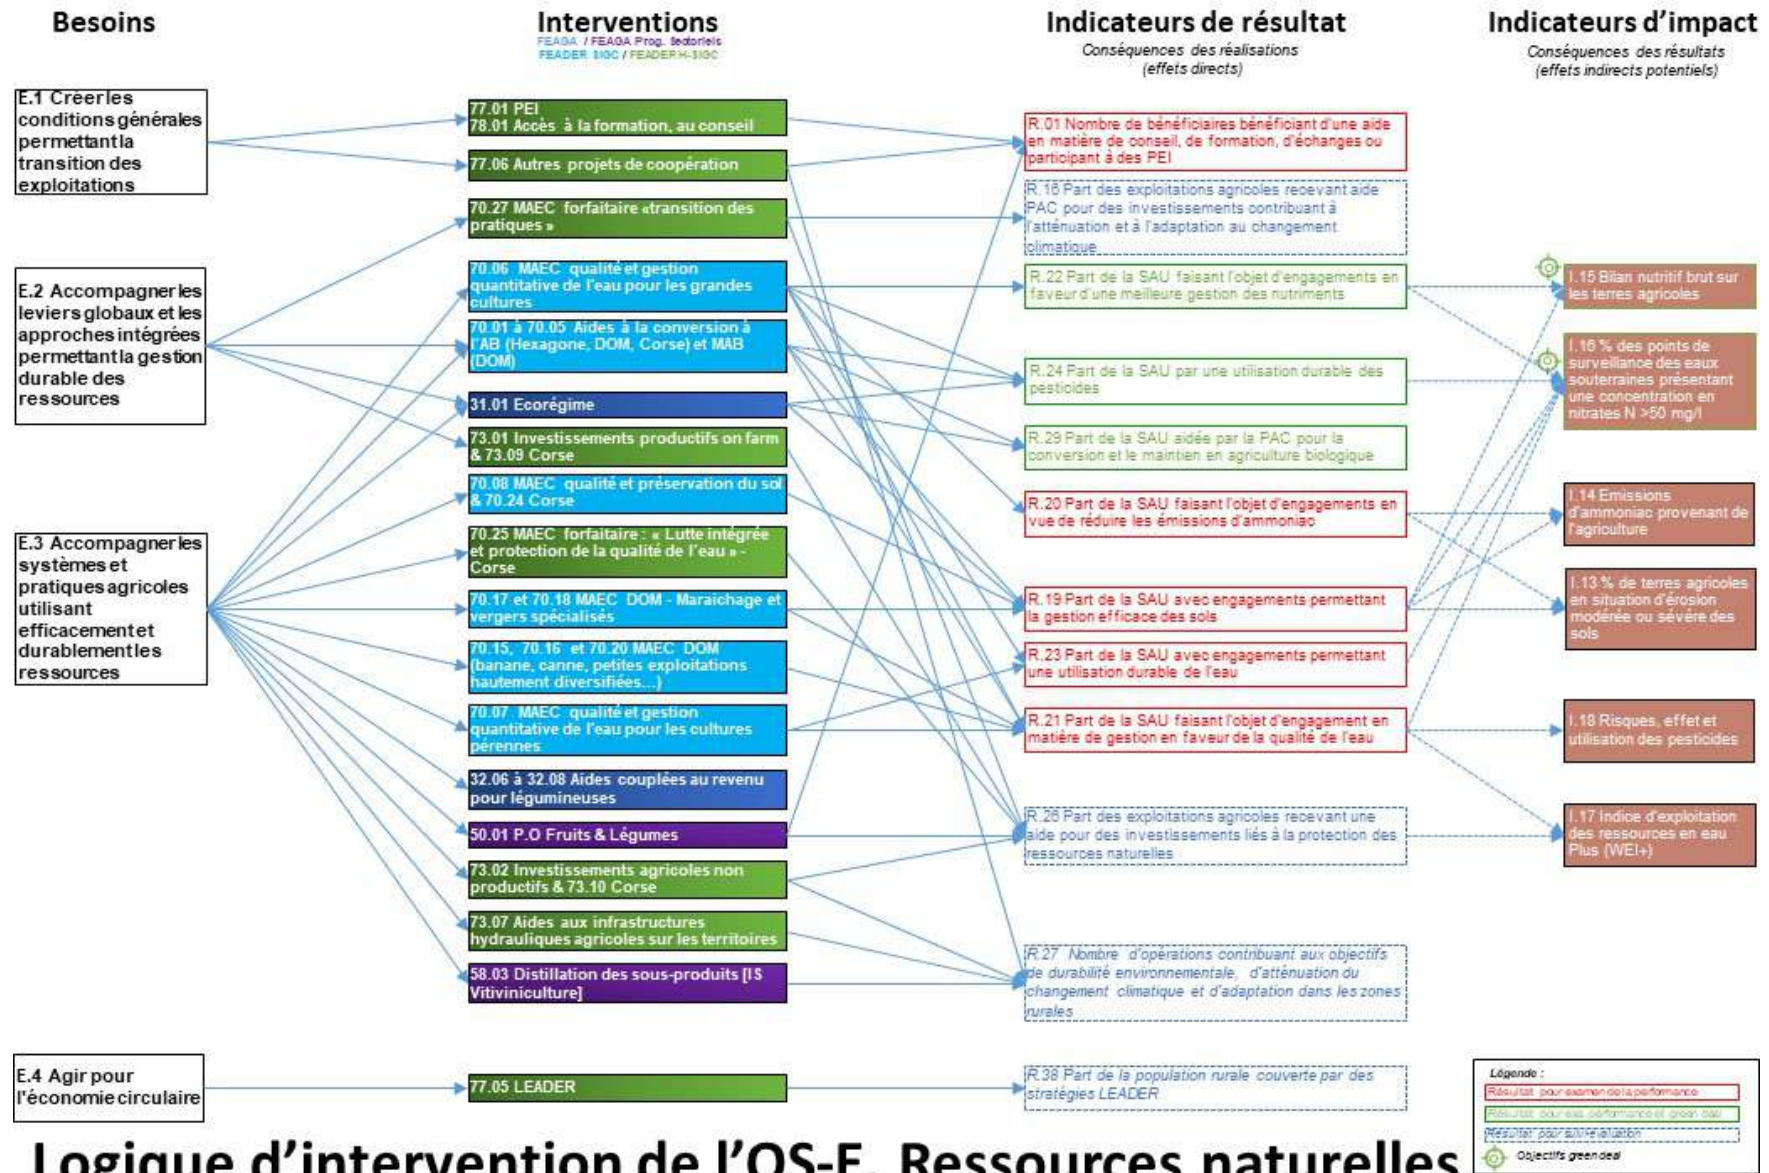 Besoins
Interventions
FEAGA / FEAGA Prog. Sectoriels
FEADER SIGC / FEADER H-SIGC
Indicateurs de résultat
Conséquences des réalisations
(effets directs)
Indicateurs d'impact
Conséquences des résultats
(effets indirects potentiels)
E.1 Créer les
conditions générales
permettant la
transition des
exploitations
E.2 Accompagner les
leviers globaux et les
approches intégrées
permettant la gestion
durable des
ressources
E.3 Accompagner les
systèmes et
pratiques agricoles
utilisant
efficacement et
durablement les
ressources
E.4 Agir pour
l'économie circulaire
77.01 PEI
78.01 Accès à la formation, au conseil
77.06 Autres projets de coopération
70.27 MAEC forfaitaire «transition des
pratiques »
70.06 MAEC qualité et gestion
quantitative de l'eau pour les grandes
cultures
70.01 à 70.05 Aides à la conversion à
l'AB (Hexagone, DOM, Corse) et MAB
(DOM)
31.01 Ecorégime
73.01 Investissements productifs on farm
& 73.09 Corse
70.08 MAEC qualité et préservation du sol
& 70.24 Corse
70.25 MAEC forfaitaire : « Lutte intégrée
et protection de la qualité de l'eau » -
Corse
70.17 et 70.18 MAEC DOM - Maraichage et
vergers spécialisés
70.15, 70.16 et 70.20 MAEC DOM
(banane, canne, petites exploitations
hautement diversifiées...)
70.07 MAEC qualité et gestion
quantitative de l'eau pour les cultures
pérennes
32.06 à 32.08 Aides couplées au revenu
pour légumineuses
50.01 P.O Fruits & Légumes
73.02 Investissements agricoles non
productifs & 73.10 Corse
73.07 Aides aux infrastructures
hydrauliques agricoles sur les territoires
58.03 Distillation des sous-produits [IS
Vitiviniculture]
77.05 LEADER
R.01 Nombre de bénéficiaires bénéficiant d'une aide
en matière de conseil, de formation, d'échanges ou
participant à des PEI
R.16 Part des exploitations agricoles recevant aide
PAC pour des investissements contribuant à
l'atténuation et à l'adaptation au changement
climatique
R.22 Part de la SAU faisant l'objet d'engagements en
faveur d'une meilleure gestion des nutriments
R.24 Part de la SAU par une utilisation durable des
pesticides
R.29 Part de la SAU aidée par la PAC pour la
conversion et le maintien en agriculture biologique
R.20 Part de la SAU faisant l'objet d'engagements en
vue de réduire les émissions d'ammoniac
R.19 Part de la SAU avec engagements permettant
la gestion efficace des sols
R.23 Part de la SAU avec engagements permettant
une utilisation durable de l'eau
R.21 Part de la SAU faisant l'objet d'engagement en
matière de gestion en faveur de la qualité de l'eau
R.26 Part des exploitations agricoles recevant une
aide pour des investissements liés à la protection des
ressources naturelles
R.27 Nombre d'opérations contribuant aux objectifs
de durabilité environnementale, d'atténuation du
changement climatique et d'adaptation dans les zones
rurales
R.38 Part de la population rurale couverte par des
stratégies LEADER
I.15 Bilan nutritif brut sur
les terres agricoles
I.16 % des points de
surveillance des eaux
souterraines présentant
une concentration en
nitrates N >50 mg/l
I.14 Emissions
d'ammoniac provenant de
l'agriculture
I.13 % de terres agricoles
en situation d'érosion
modérée ou sévère des
sols
I.18 Risques, effet et
utilisation des pesticides
I.17 Indice d'exploitation
des ressources en eau
Plus (WEI+)
Légende :
Résultat pour examen de la performance
Résultat pour exa. performance et green deal
Résultat pour suivi-évaluation
Objectifs green deal
Logique d'intervention de l'OS-E. Ressources naturelles